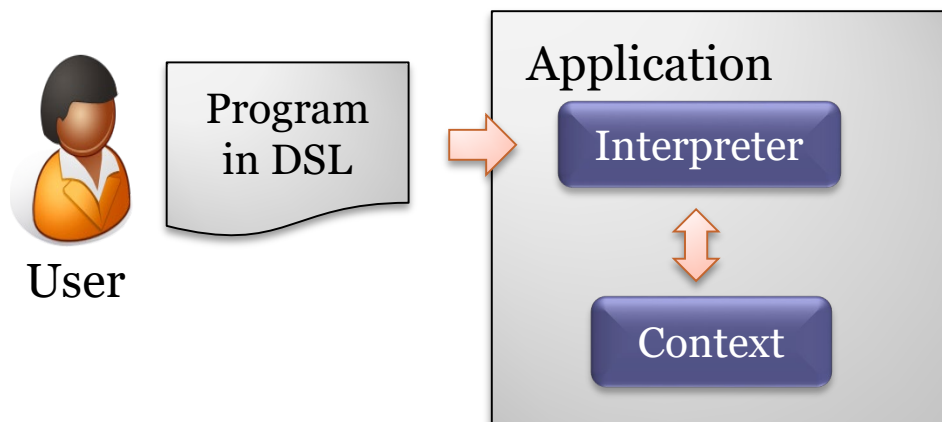 User
Program
in DSL
Application
Interpreter
Context